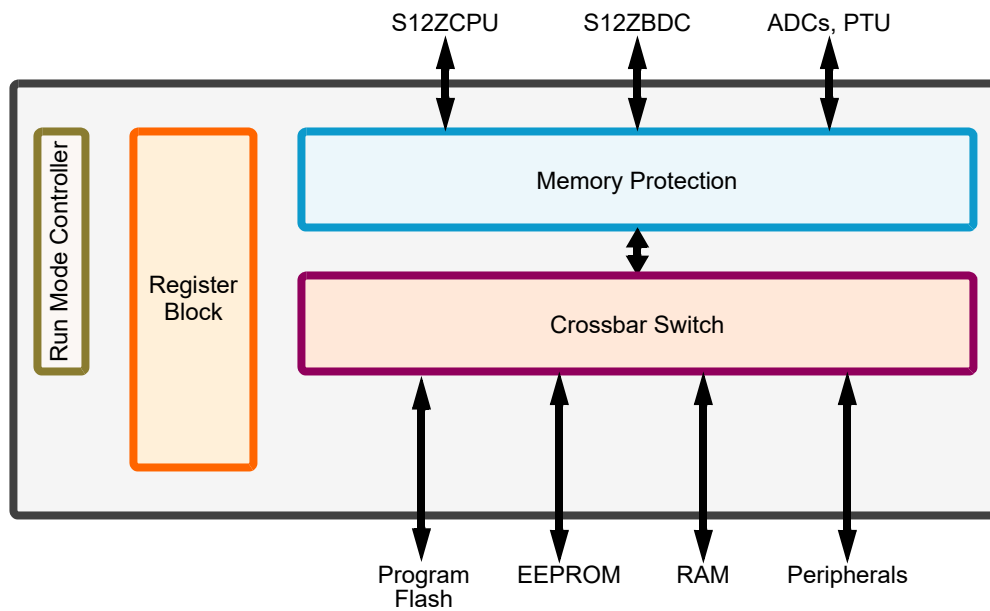 S12ZCPU
S12ZBDC
ADCs, PTU
Run Mode Controller
Register
Block
Memory Protection
Crossbar Switch
Program
Flash
EEPROM
RAM
Peripherals